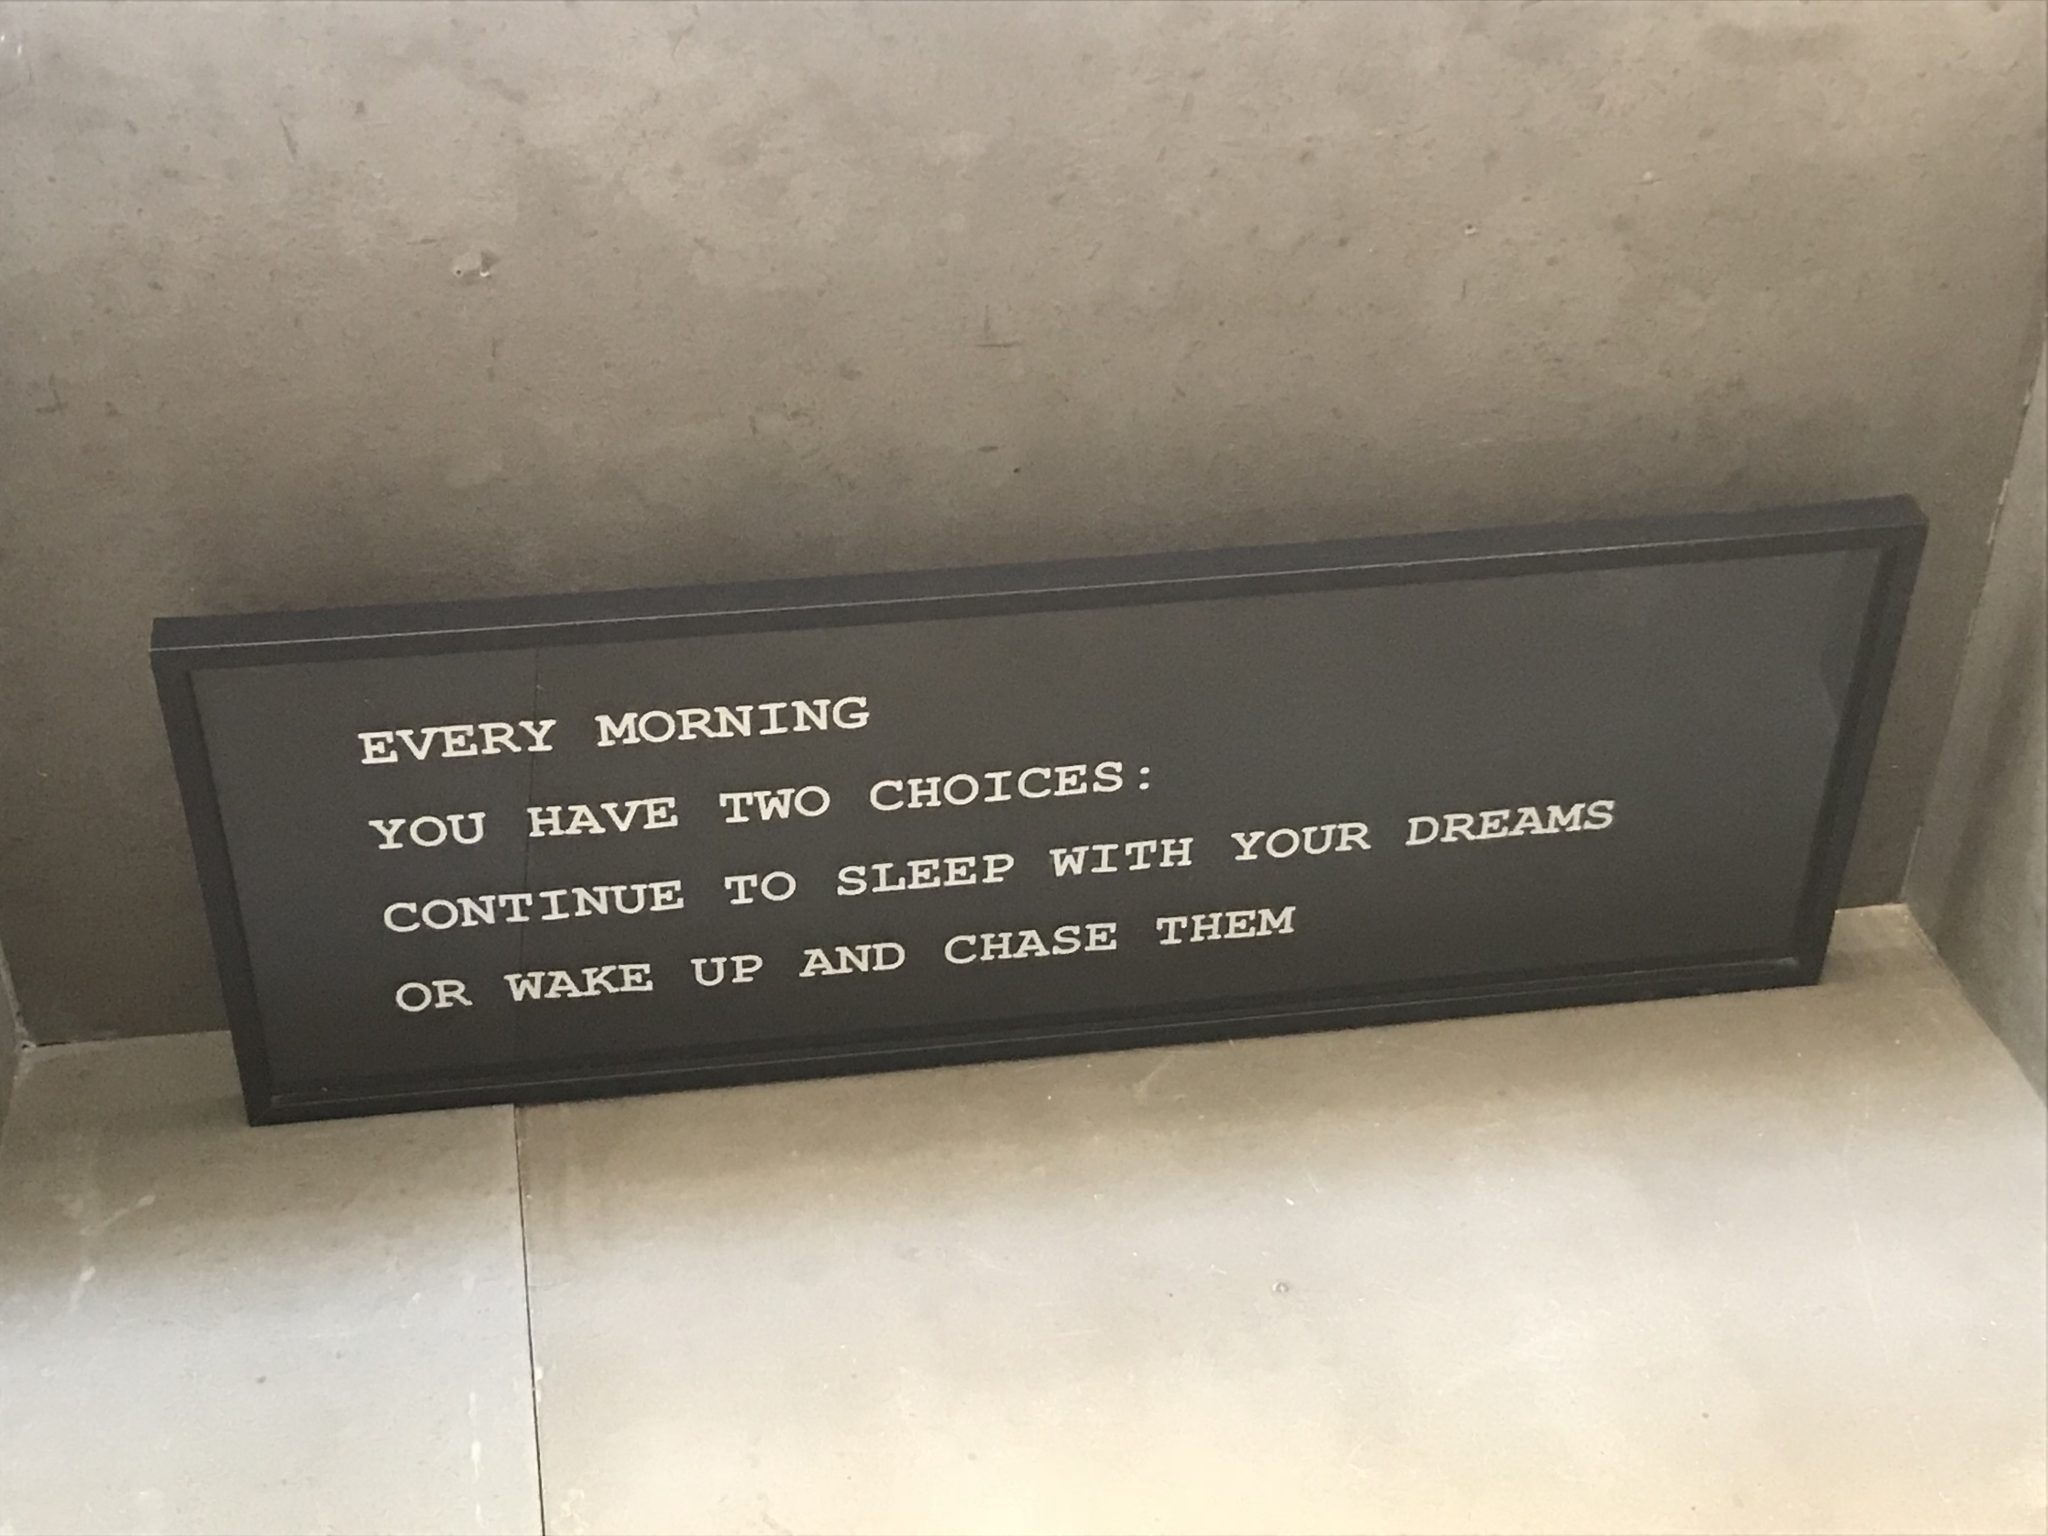 EVERY MORNING
YOU HAVE TWO CHOICES:
CONTINUE TO SLEEP WITH YOUR DREAMS
OR WAKE UP AND CHASE THEM